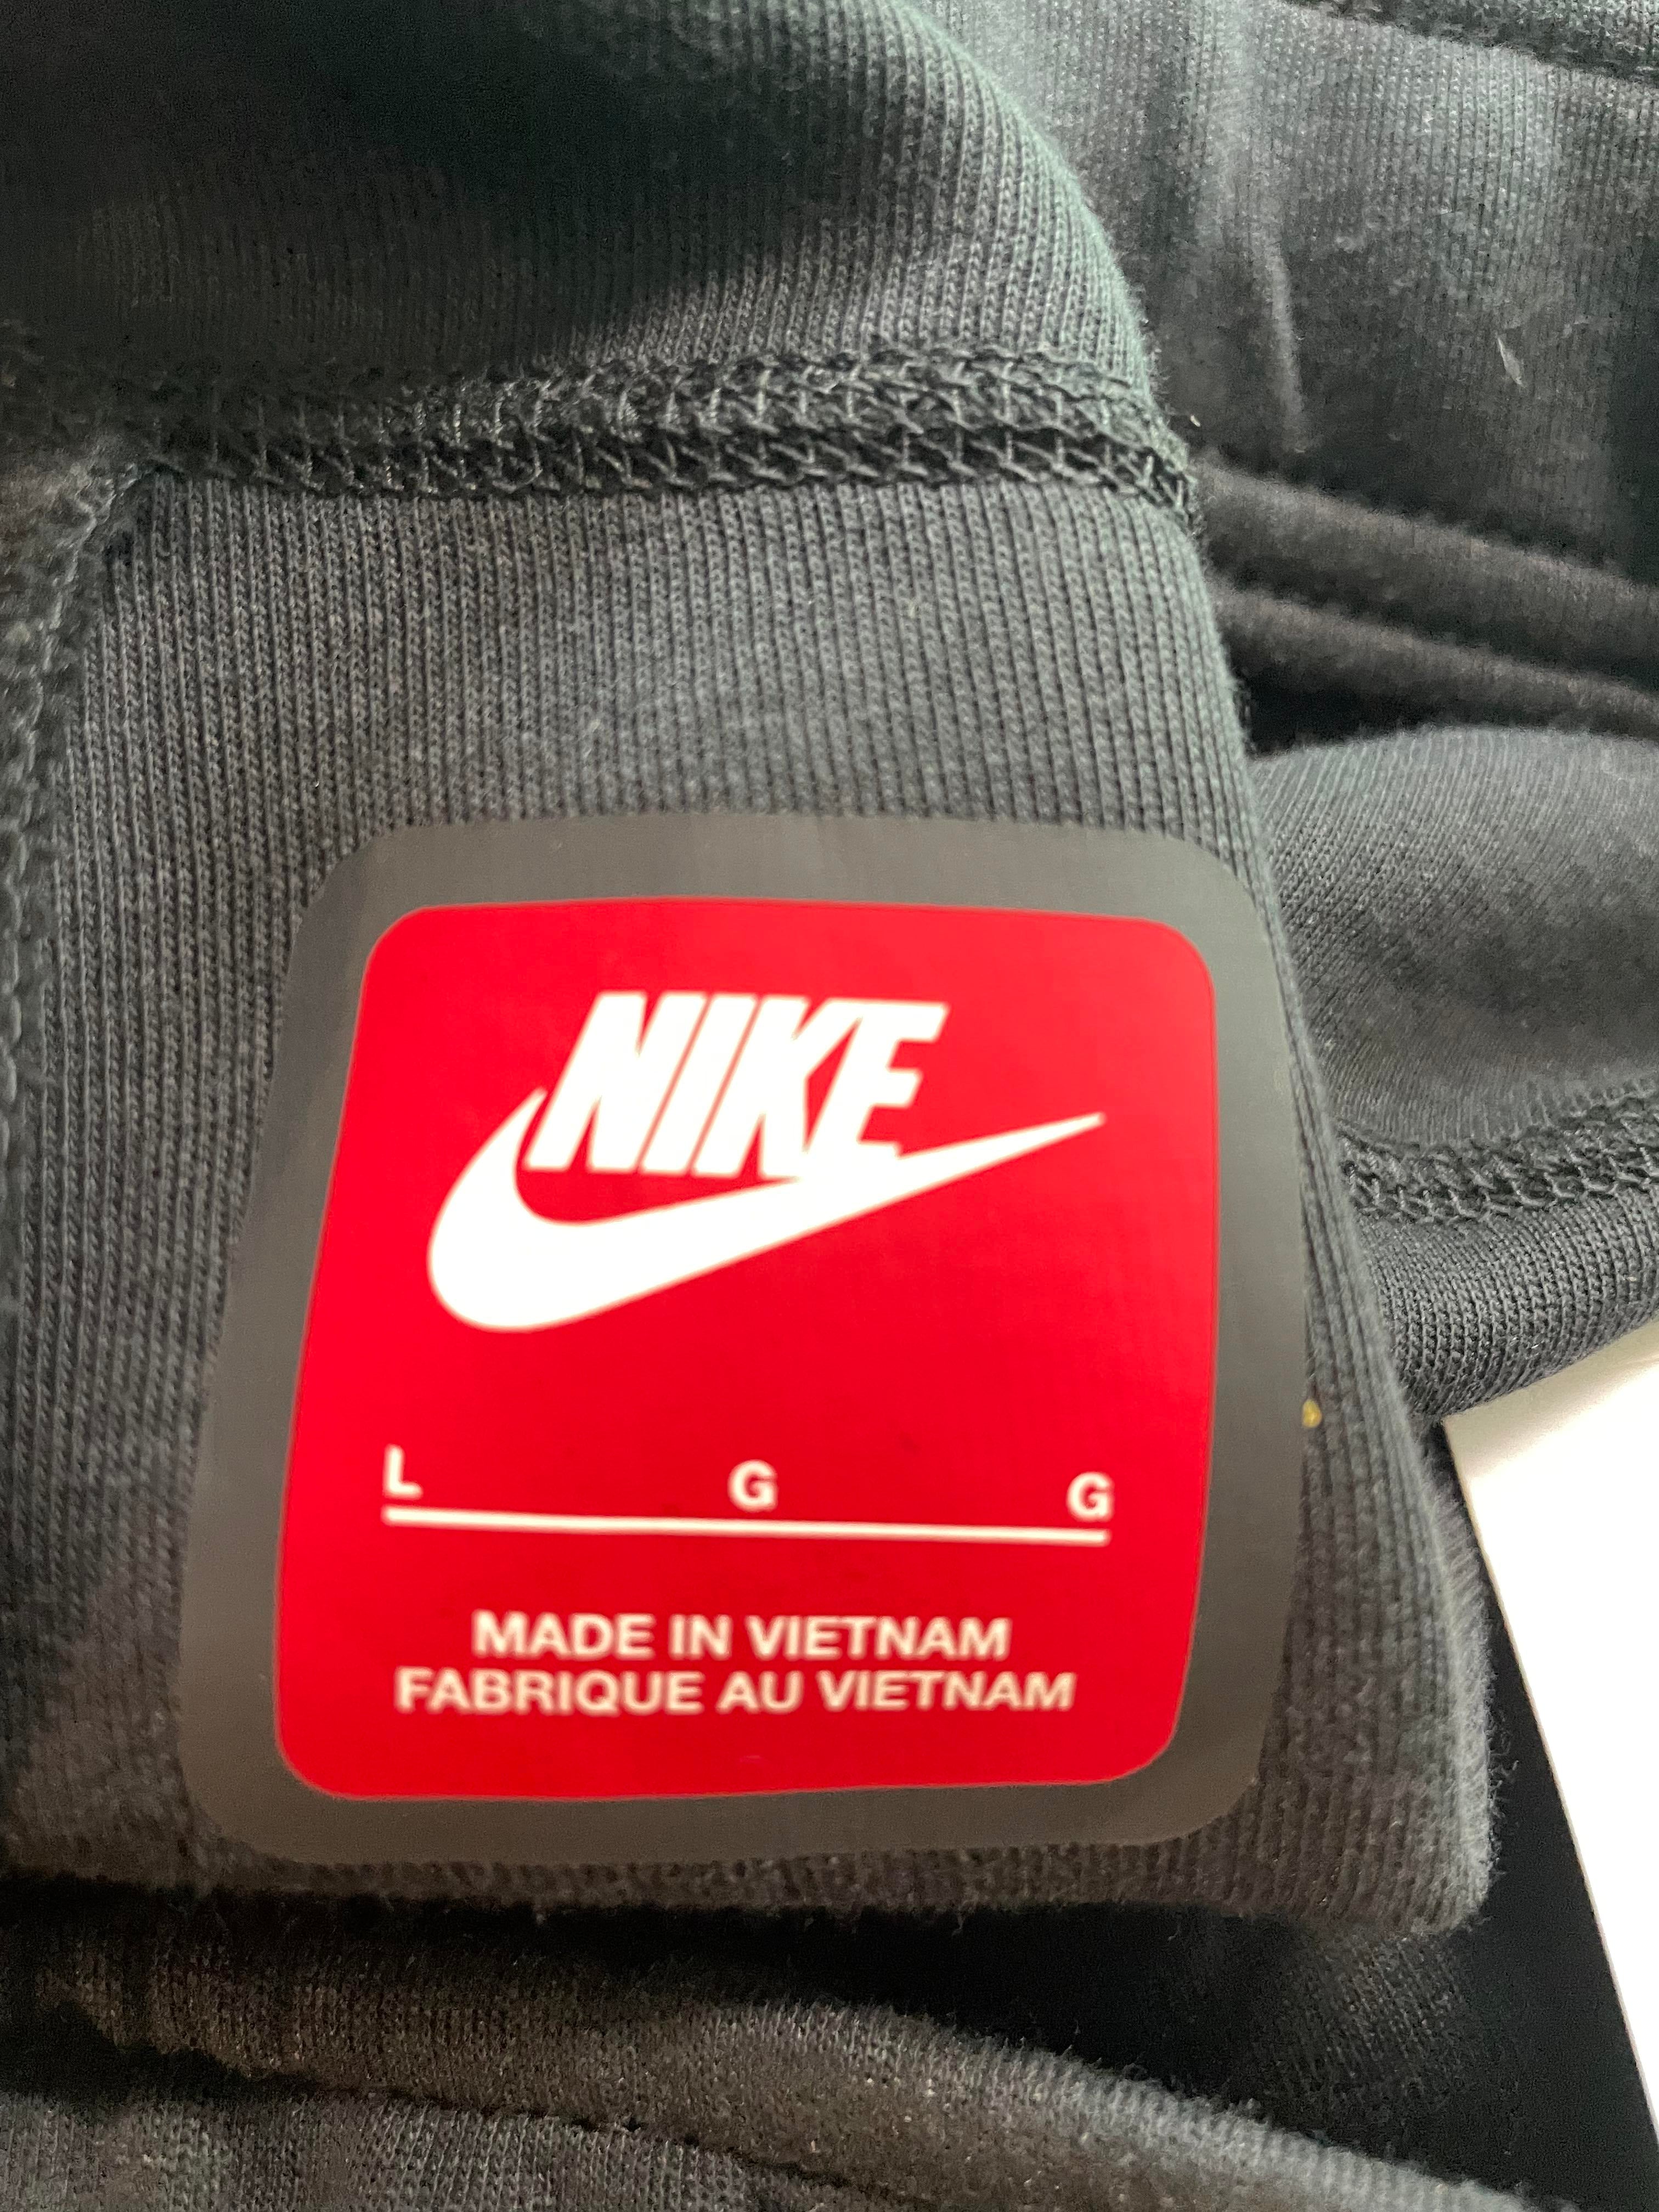 NIKE
L G G
MADE IN VIETNAM
FABRIQUE AU VIETNAM